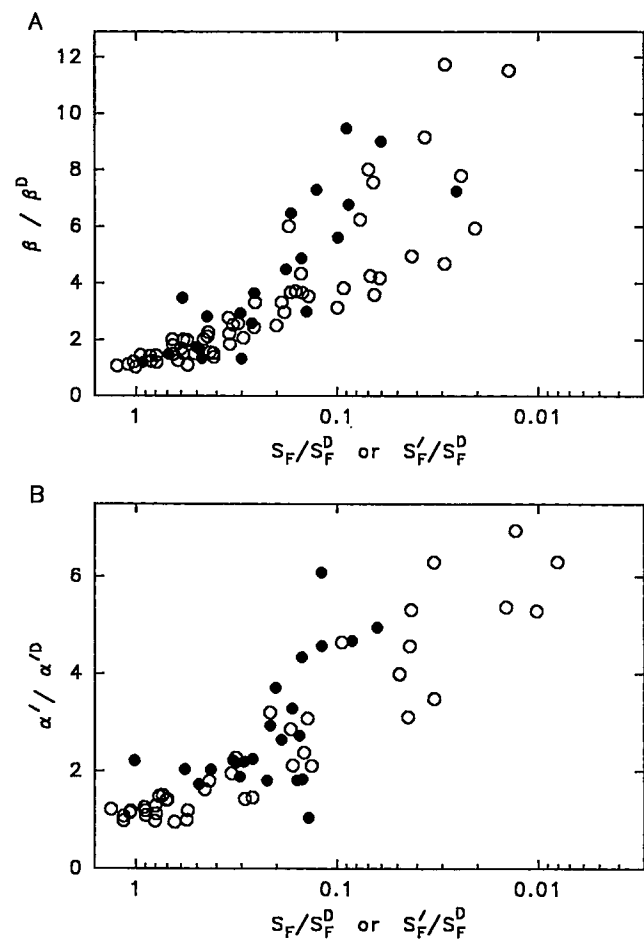 A
12
10
8
6
4
2
0
β / β^D
1 0.1 0.01
S_F/S_F^D or S'_F/S_F^D
B
6
4
2
0
α' / α'^D
1 0.1 0.01
S_F/S_F^D or S'_F/S_F^D